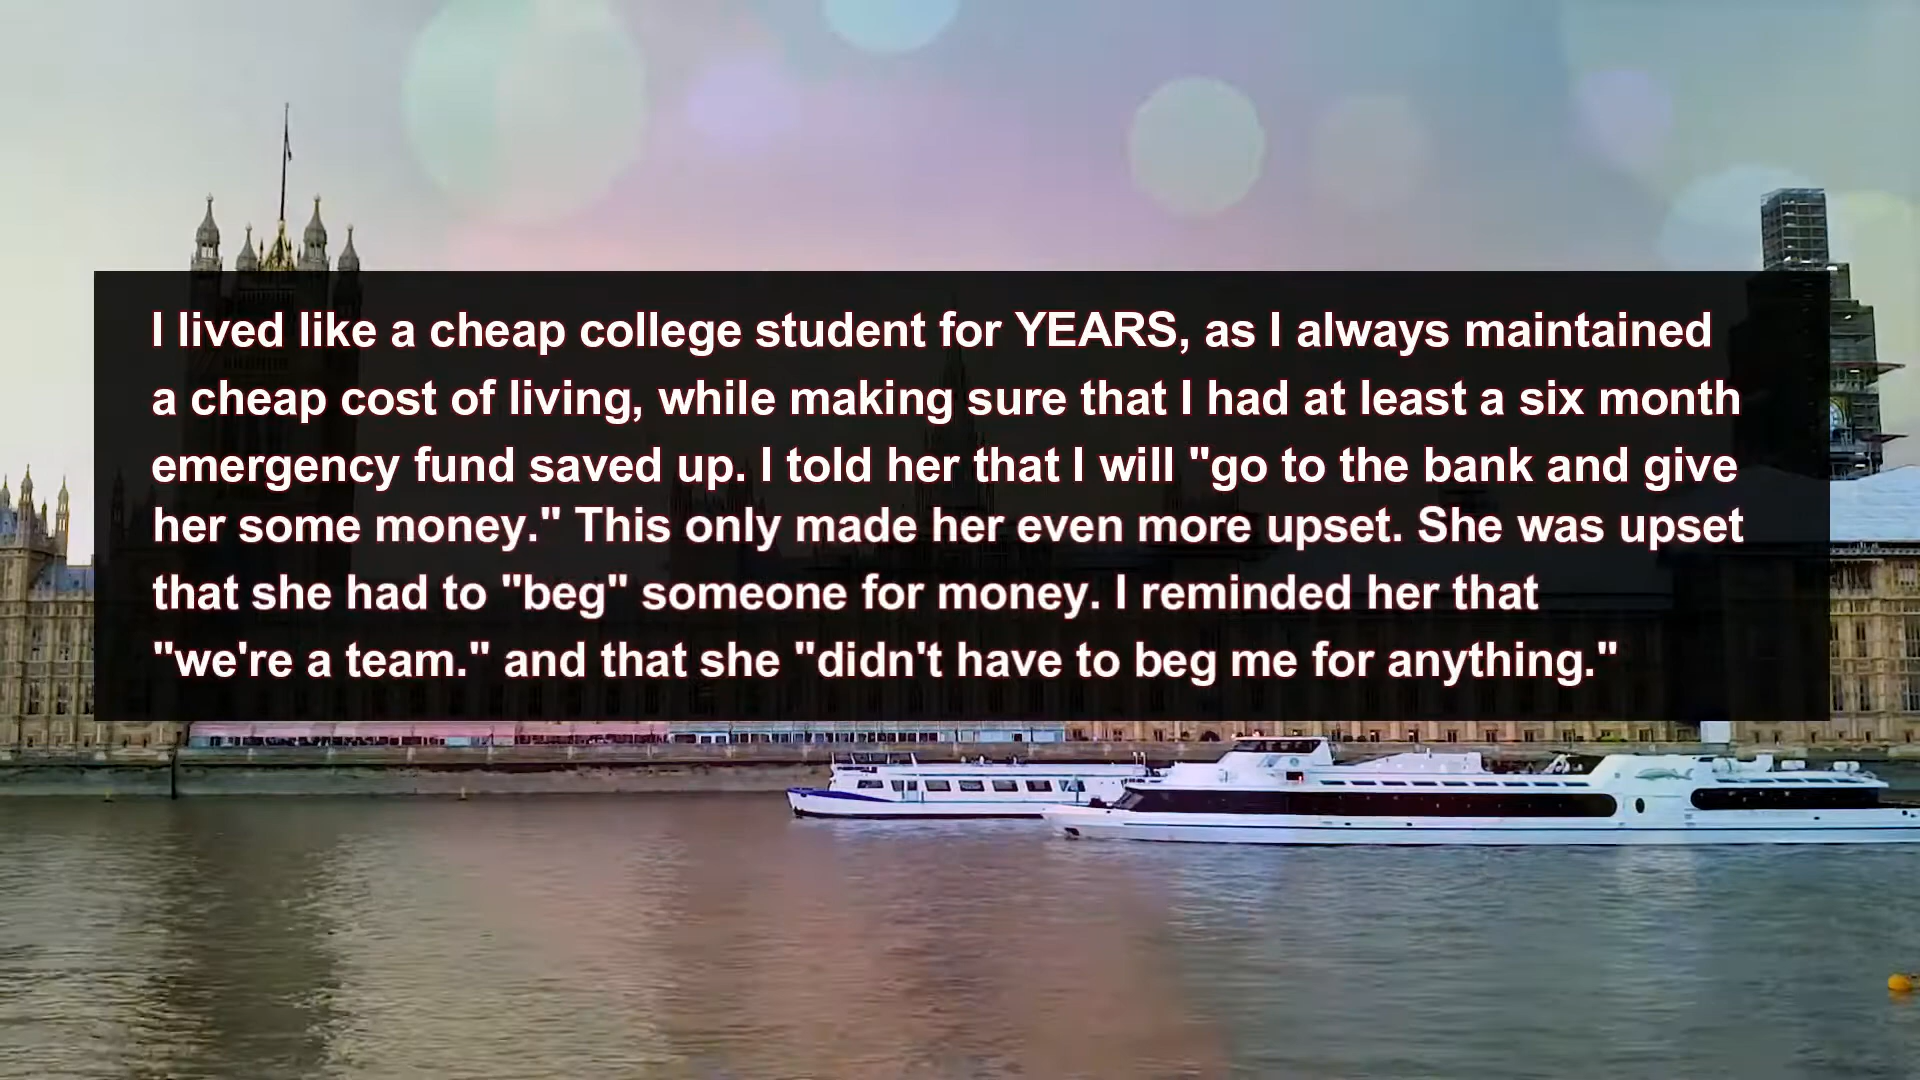 I lived like a cheap college student for YEARS, as I always maintained
a cheap cost of living, while making sure that I had at least a six month
emergency fund saved up. I told her that I will "go to the bank and give
her some money." This only made her even more upset. She was upset
that she had to "beg" someone for money. I reminded her that
"we're a team." and that she "didn't have to beg me for anything."